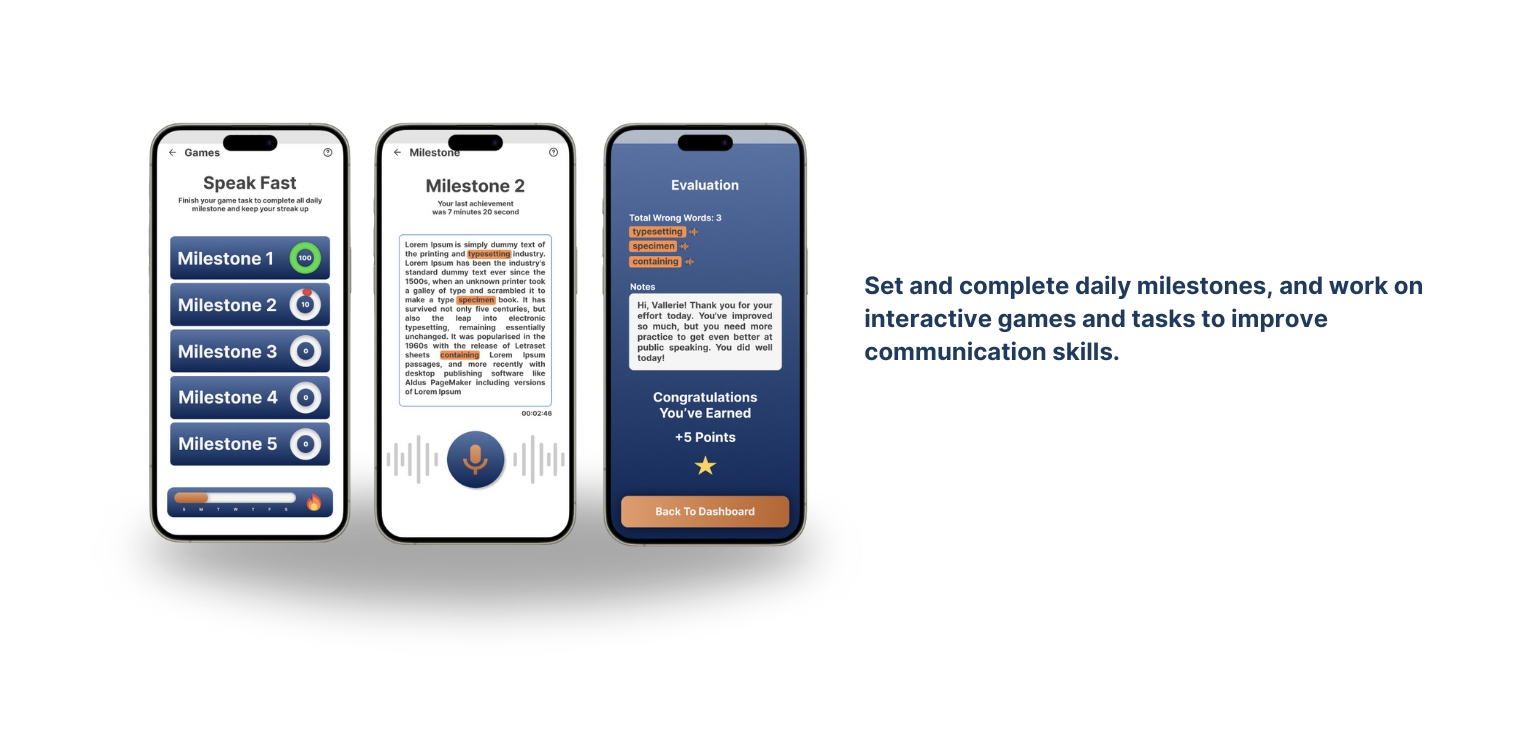 Games
Speak Fast
Finish your game task to complete all daily
milestone and keep your streak up
Milestone 1
100
Milestone 2
10
Milestone 3
0
Milestone 4
0
Milestone 5
0
S M T W T F S
Milestone
Milestone 2
Your last achievement
was 7 minutes 20 second
Lorem Ipsum is simply dummy text of
the printing and typesetting industry.
Lorem Ipsum has been the industry's
standard dummy text ever since the
1500s, when an unknown printer took
a galley of type and scrambled it to
make a type specimen book. It has
survived not only five centuries, but
also the leap into electronic
typesetting, remaining essentially
unchanged. It was popularised in the
1960s with the release of Letraset
sheets containing Lorem Ipsum
passages, and more recently with
desktop publishing software like
Aldus PageMaker including versions
of Lorem Ipsum
00:02:46
Evaluation
Total Wrong Words: 3
typesetting
specimen
containing
Notes
Hi, Vallerie! Thank you for your
effort today. You've improved
so much, but you need more
practice to get even better at
public speaking. You did well
today!
Congratulations
You've Earned
+5 Points
Back To Dashboard
Set and complete daily milestones, and work on
interactive games and tasks to improve
communication skills.